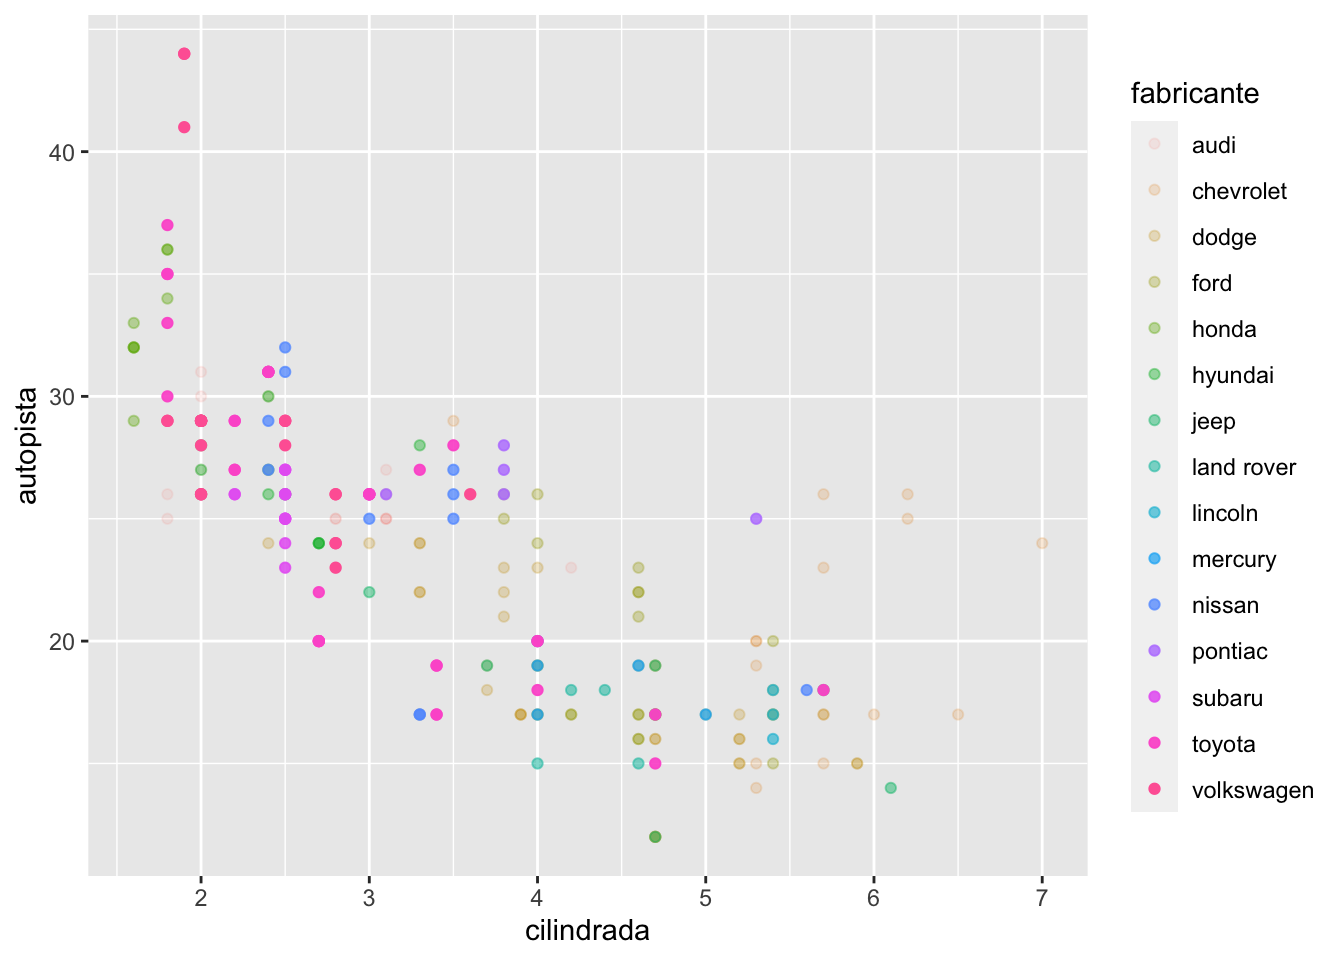 40
30
20
autopista
2 3 4 5 6 7
cilindrada
fabricante
audi
chevrolet
dodge
ford
honda
hyundai
jeep
land rover
lincoln
mercury
nissan
pontiac
subaru
toyota
volkswagen